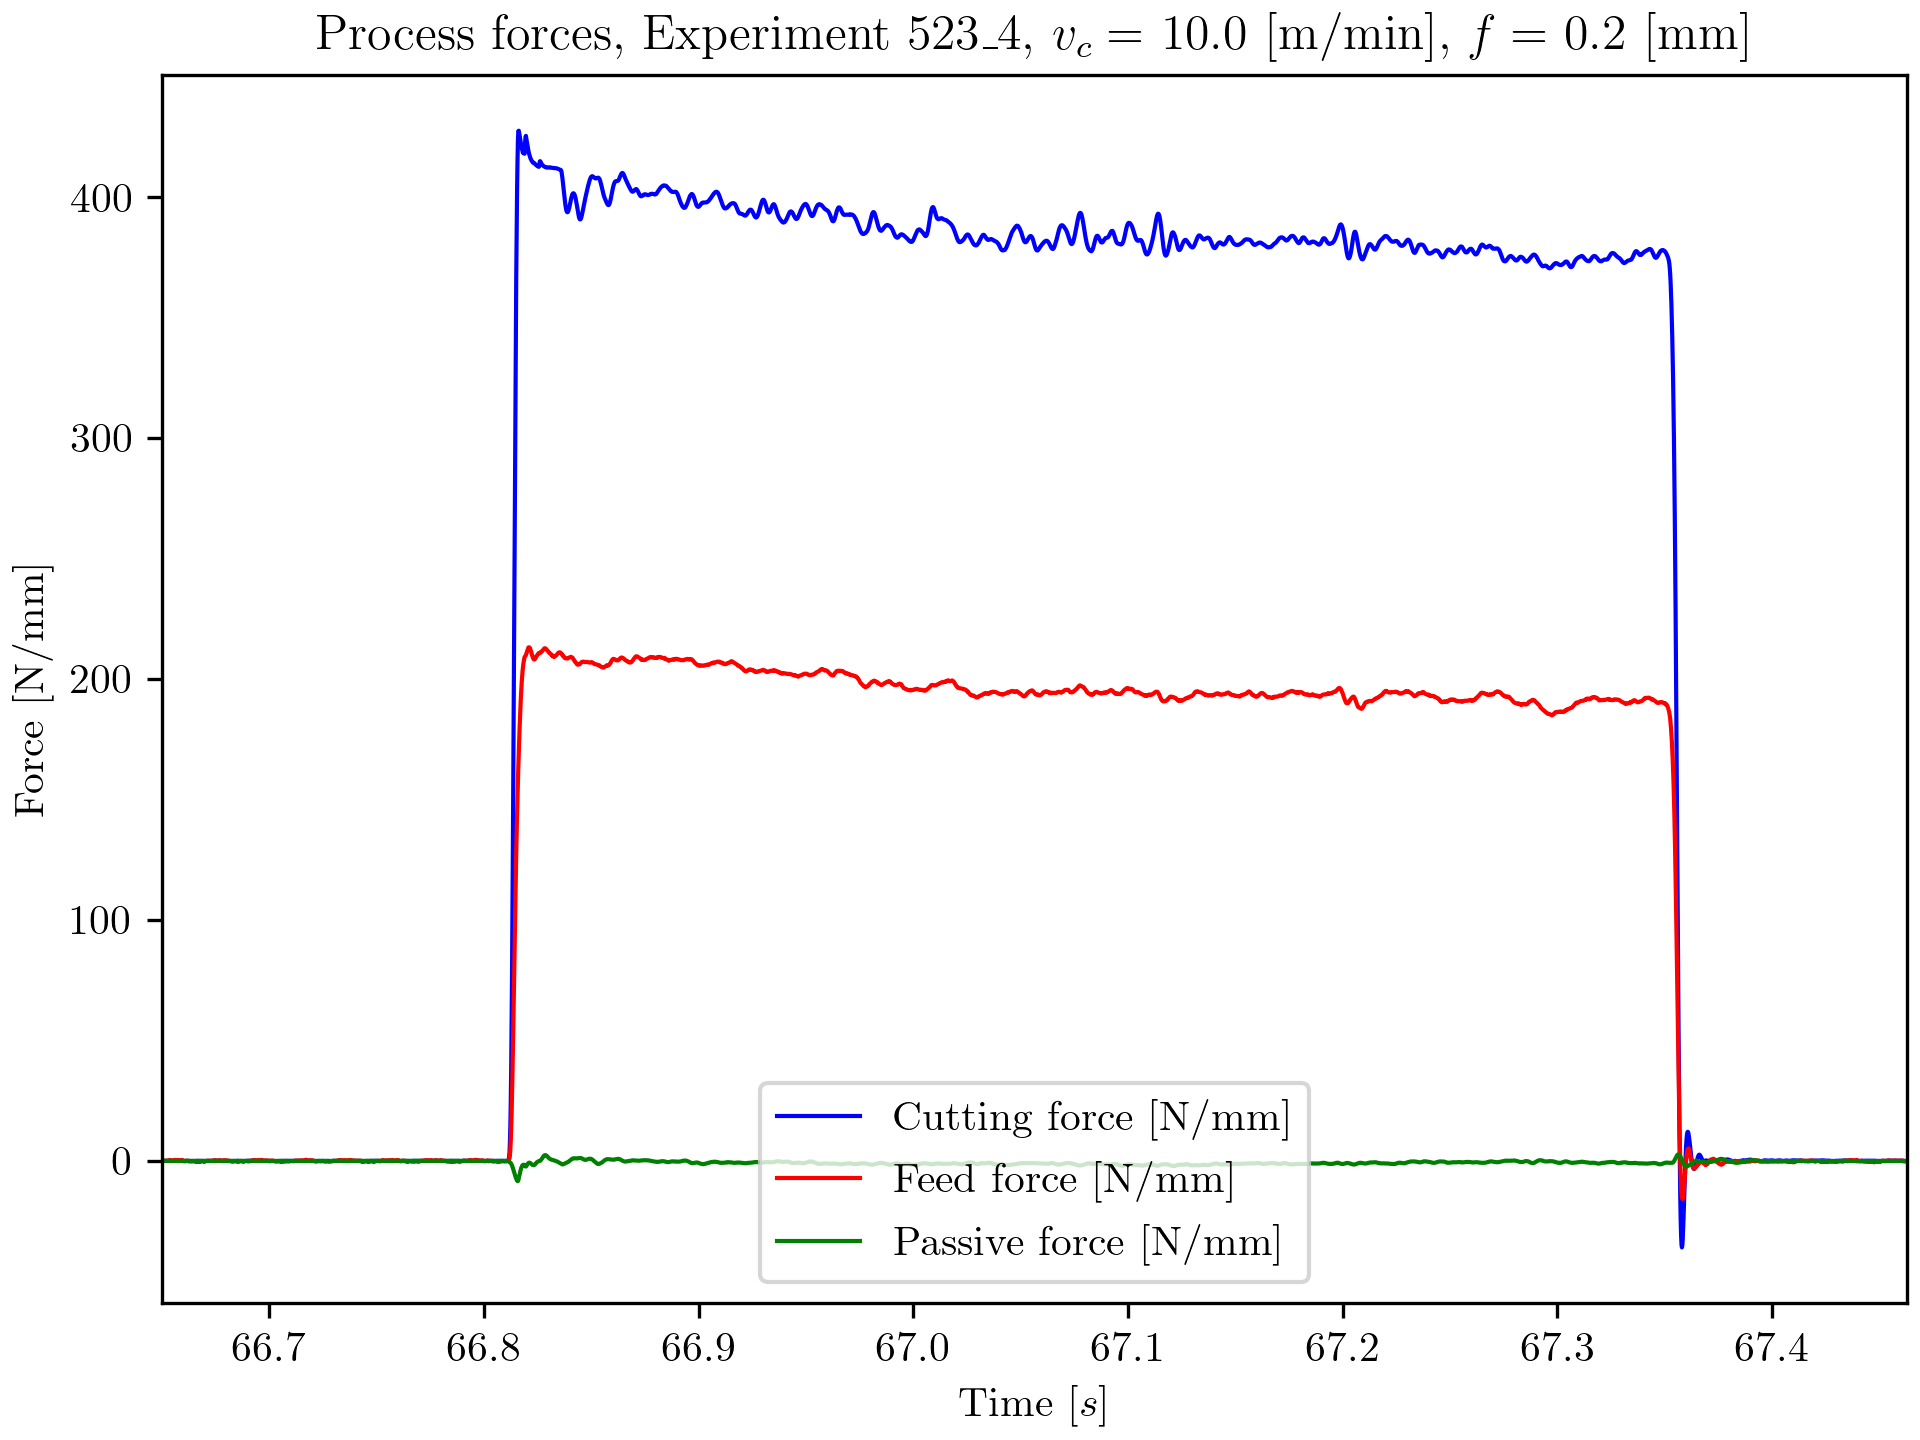 Process forces, Experiment 523_4, v_c = 10.0 [m/min], f = 0.2 [mm]
400
300
200
100
0
Force [N/mm]
Cutting force [N/mm]
Feed force [N/mm]
Passive force [N/mm]
66.7 66.8 66.9 67.0 67.1 67.2 67.3 67.4
Time [s]